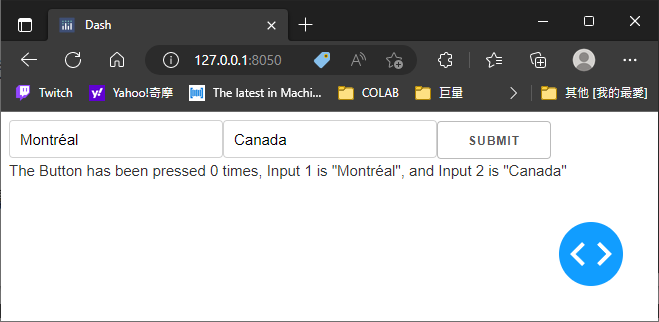 Dash
127.0.0.1:8050
Twitch Yahoo!奇摩 The latest in Machi... COLAB 巨量 其他 [我的最愛]
Montréal Canada SUBMIT
The Button has been pressed 0 times, Input 1 is "Montréal", and Input 2 is "Canada"